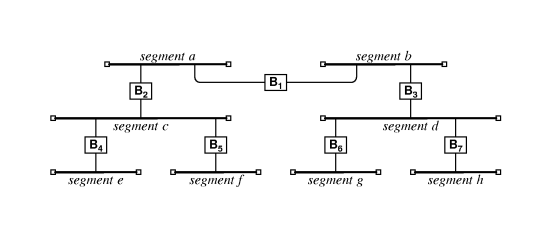 segment a segment b
B1
B2 B3
segment c segment d
B4 B5 B6 B7
segment e segment f segment g segment h